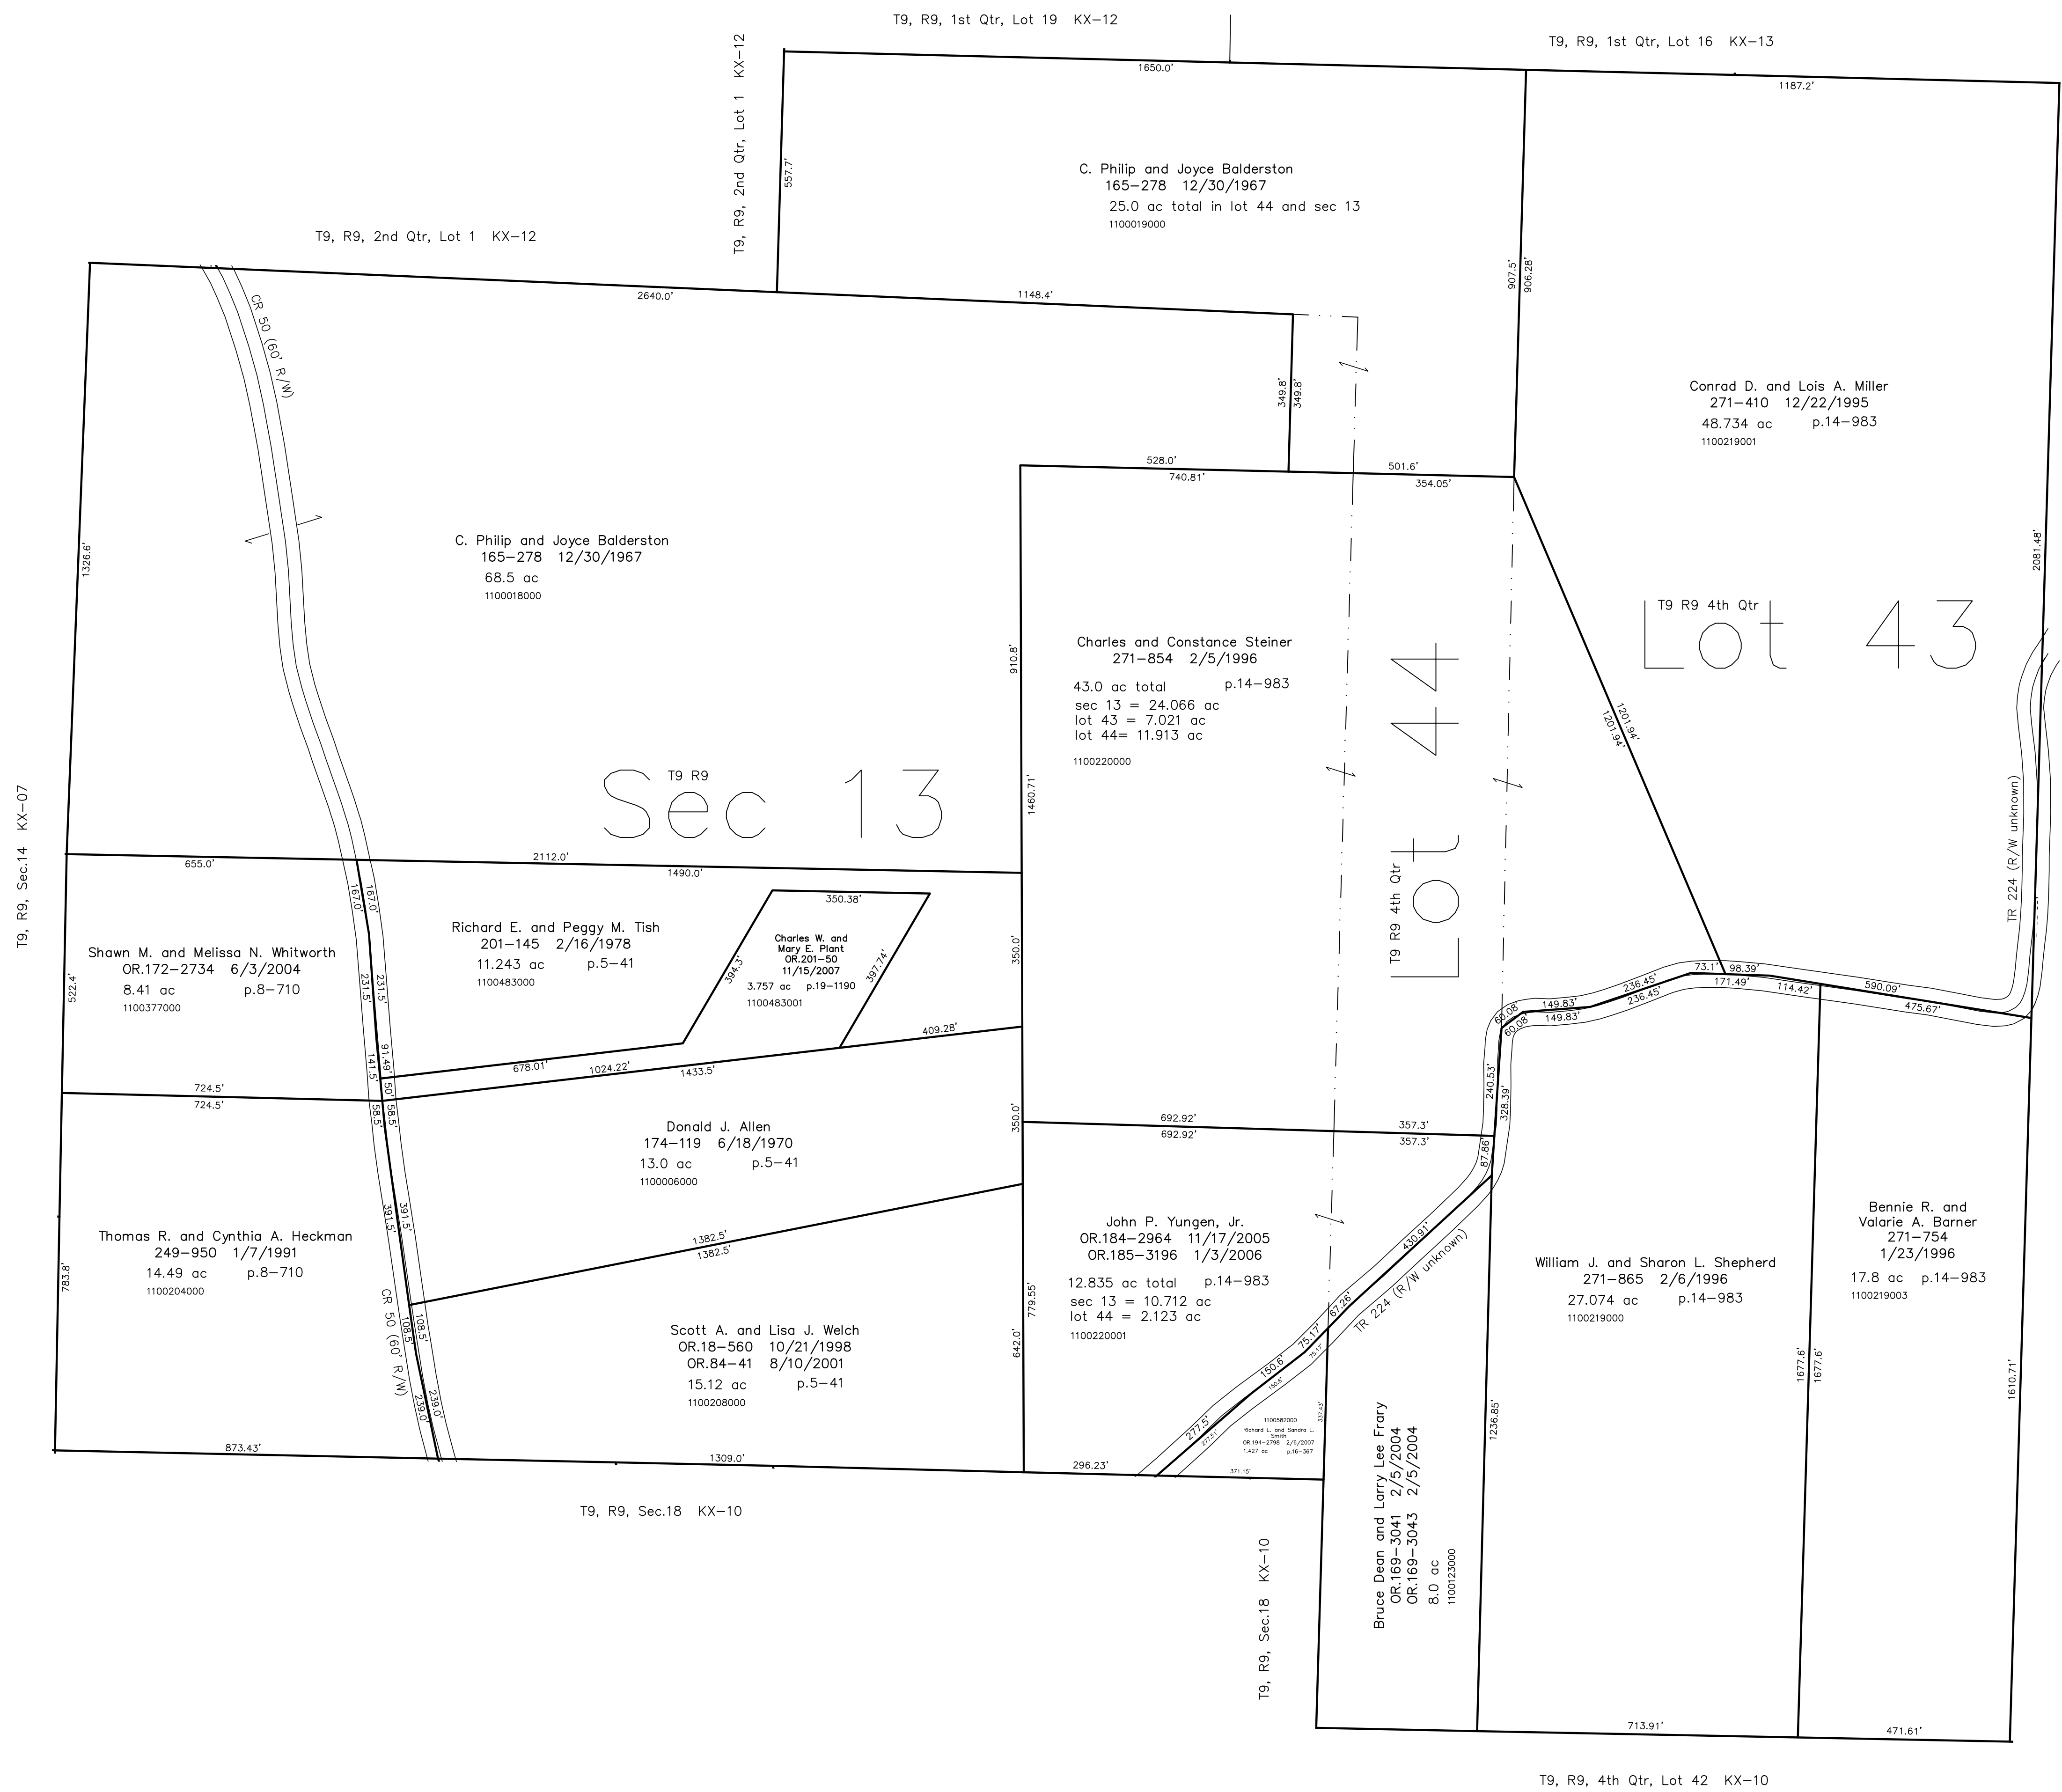 T9, R9, 1st Qtr, Lot 19 KX-12
T9, R9, 1st Qtr, Lot 16 KX-13
T9, R9, 2nd Qtr, Lot 1 KX-12
1650.0'
1187.2'
557.7'
C. Philip and Joyce Balderston
165-278 12/30/1967
25.0 ac total in lot 44 and sec 13
1100019000
907.5'
906.28'
T9, R9, 2nd Qtr, Lot 1 KX-12
2640.0'
1148.4'
CR 50 (60' R/W)
349.8'
349.8'
Conrad D. and Lois A. Miller
271-410 12/22/1995
48.734 ac p.14-983
1100219001
528.0'
740.81'
501.6'
354.05'
1326.6'
2081.48'
C. Philip and Joyce Balderston
165-278 12/30/1967
68.5 ac
1100018000
T9 R9 4th Qtr
Lot 43
910.8'
Charles and Constance Steiner
271-854 2/5/1996
43.0 ac total p.14-983
sec 13 = 24.066 ac
lot 43 = 7.021 ac
lot 44= 11.913 ac
1100220000
1201.94'
1201.94'
T9 R9
Sec 13
1460.71'
T9 R9 4th Qtr
Lot 44
TR 224 (R/W unknown)
T9, R9, Sec.14 KX-07
655.0'
2112.0'
1490.0'
167.0'
167.0'
350.38'
Shawn M. and Melissa N. Whitworth
OR.172-2734 6/3/2004
8.41 ac p.8-710
1100377000
522.4'
231.5'
231.5'
Richard E. and Peggy M. Tish
201-145 2/16/1978
11.243 ac p.5-41
1100483000
394.3'
Charles W. and
Mary E. Plant
OR.201-50
11/15/2007
3.757 ac p.19-1190
1100483001
397.74'
350.0'
73.1'
98.39'
236.45'
236.45'
171.49'
114.42'
590.09'
475.67'
149.83'
149.83'
60.08'
60.08'
409.28'
91.49'
141.5'
50'
678.01'
1024.22'
1433.5'
724.5'
724.5'
58.5'
58.5'
240.53'
328.39'
350.0'
692.92'
692.92'
357.3'
357.3'
87.86'
Donald J. Allen
174-119 6/18/1970
13.0 ac p.5-41
1100006000
391.5'
391.5'
1382.5'
1382.5'
Thomas R. and Cynthia A. Heckman
249-950 1/7/1991
14.49 ac p.8-710
1100204000
783.8'
CR 50 (60' R/W)
John P. Yungen, Jr.
OR.184-2964 11/17/2005
OR.185-3196 1/3/2006
12.835 ac total p.14-983
sec 13 = 10.712 ac
lot 44 = 2.123 ac
1100220001
779.55'
430.91'
TR 224 (R/W unknown)
67.26'
William J. and Sharon L. Shepherd
271-865 2/6/1996
27.074 ac p.14-983
1100219000
Bennie R. and
Valarie A. Barner
271-754
1/23/1996
17.8 ac p.14-983
1100219003
108.5'
108.5'
Scott A. and Lisa J. Welch
OR.18-560 10/21/1998
OR.84-41 8/10/2001
15.12 ac p.5-41
1100208000
642.0'
75.17'
75.17'
150.6'
150.6'
1677.6'
1677.6'
1610.71'
239.0'
239.0'
277.5'
277.51'
337.43'
1100582000
Richard L. and Sandra L.
Smith
OR.194-2798 2/6/2007
1.427 ac p.16-367
371.15'
1236.85'
873.43'
1309.0'
296.23'
T9, R9, Sec.18 KX-10
T9, R9, Sec.18 KX-10
Bruce Dean and Larry Lee Frary
OR.169-3041 2/5/2004
OR.169-3043 2/5/2004
8.0 ac
1100123000
713.91'
471.61'
T9, R9, 4th Qtr, Lot 42 KX-10